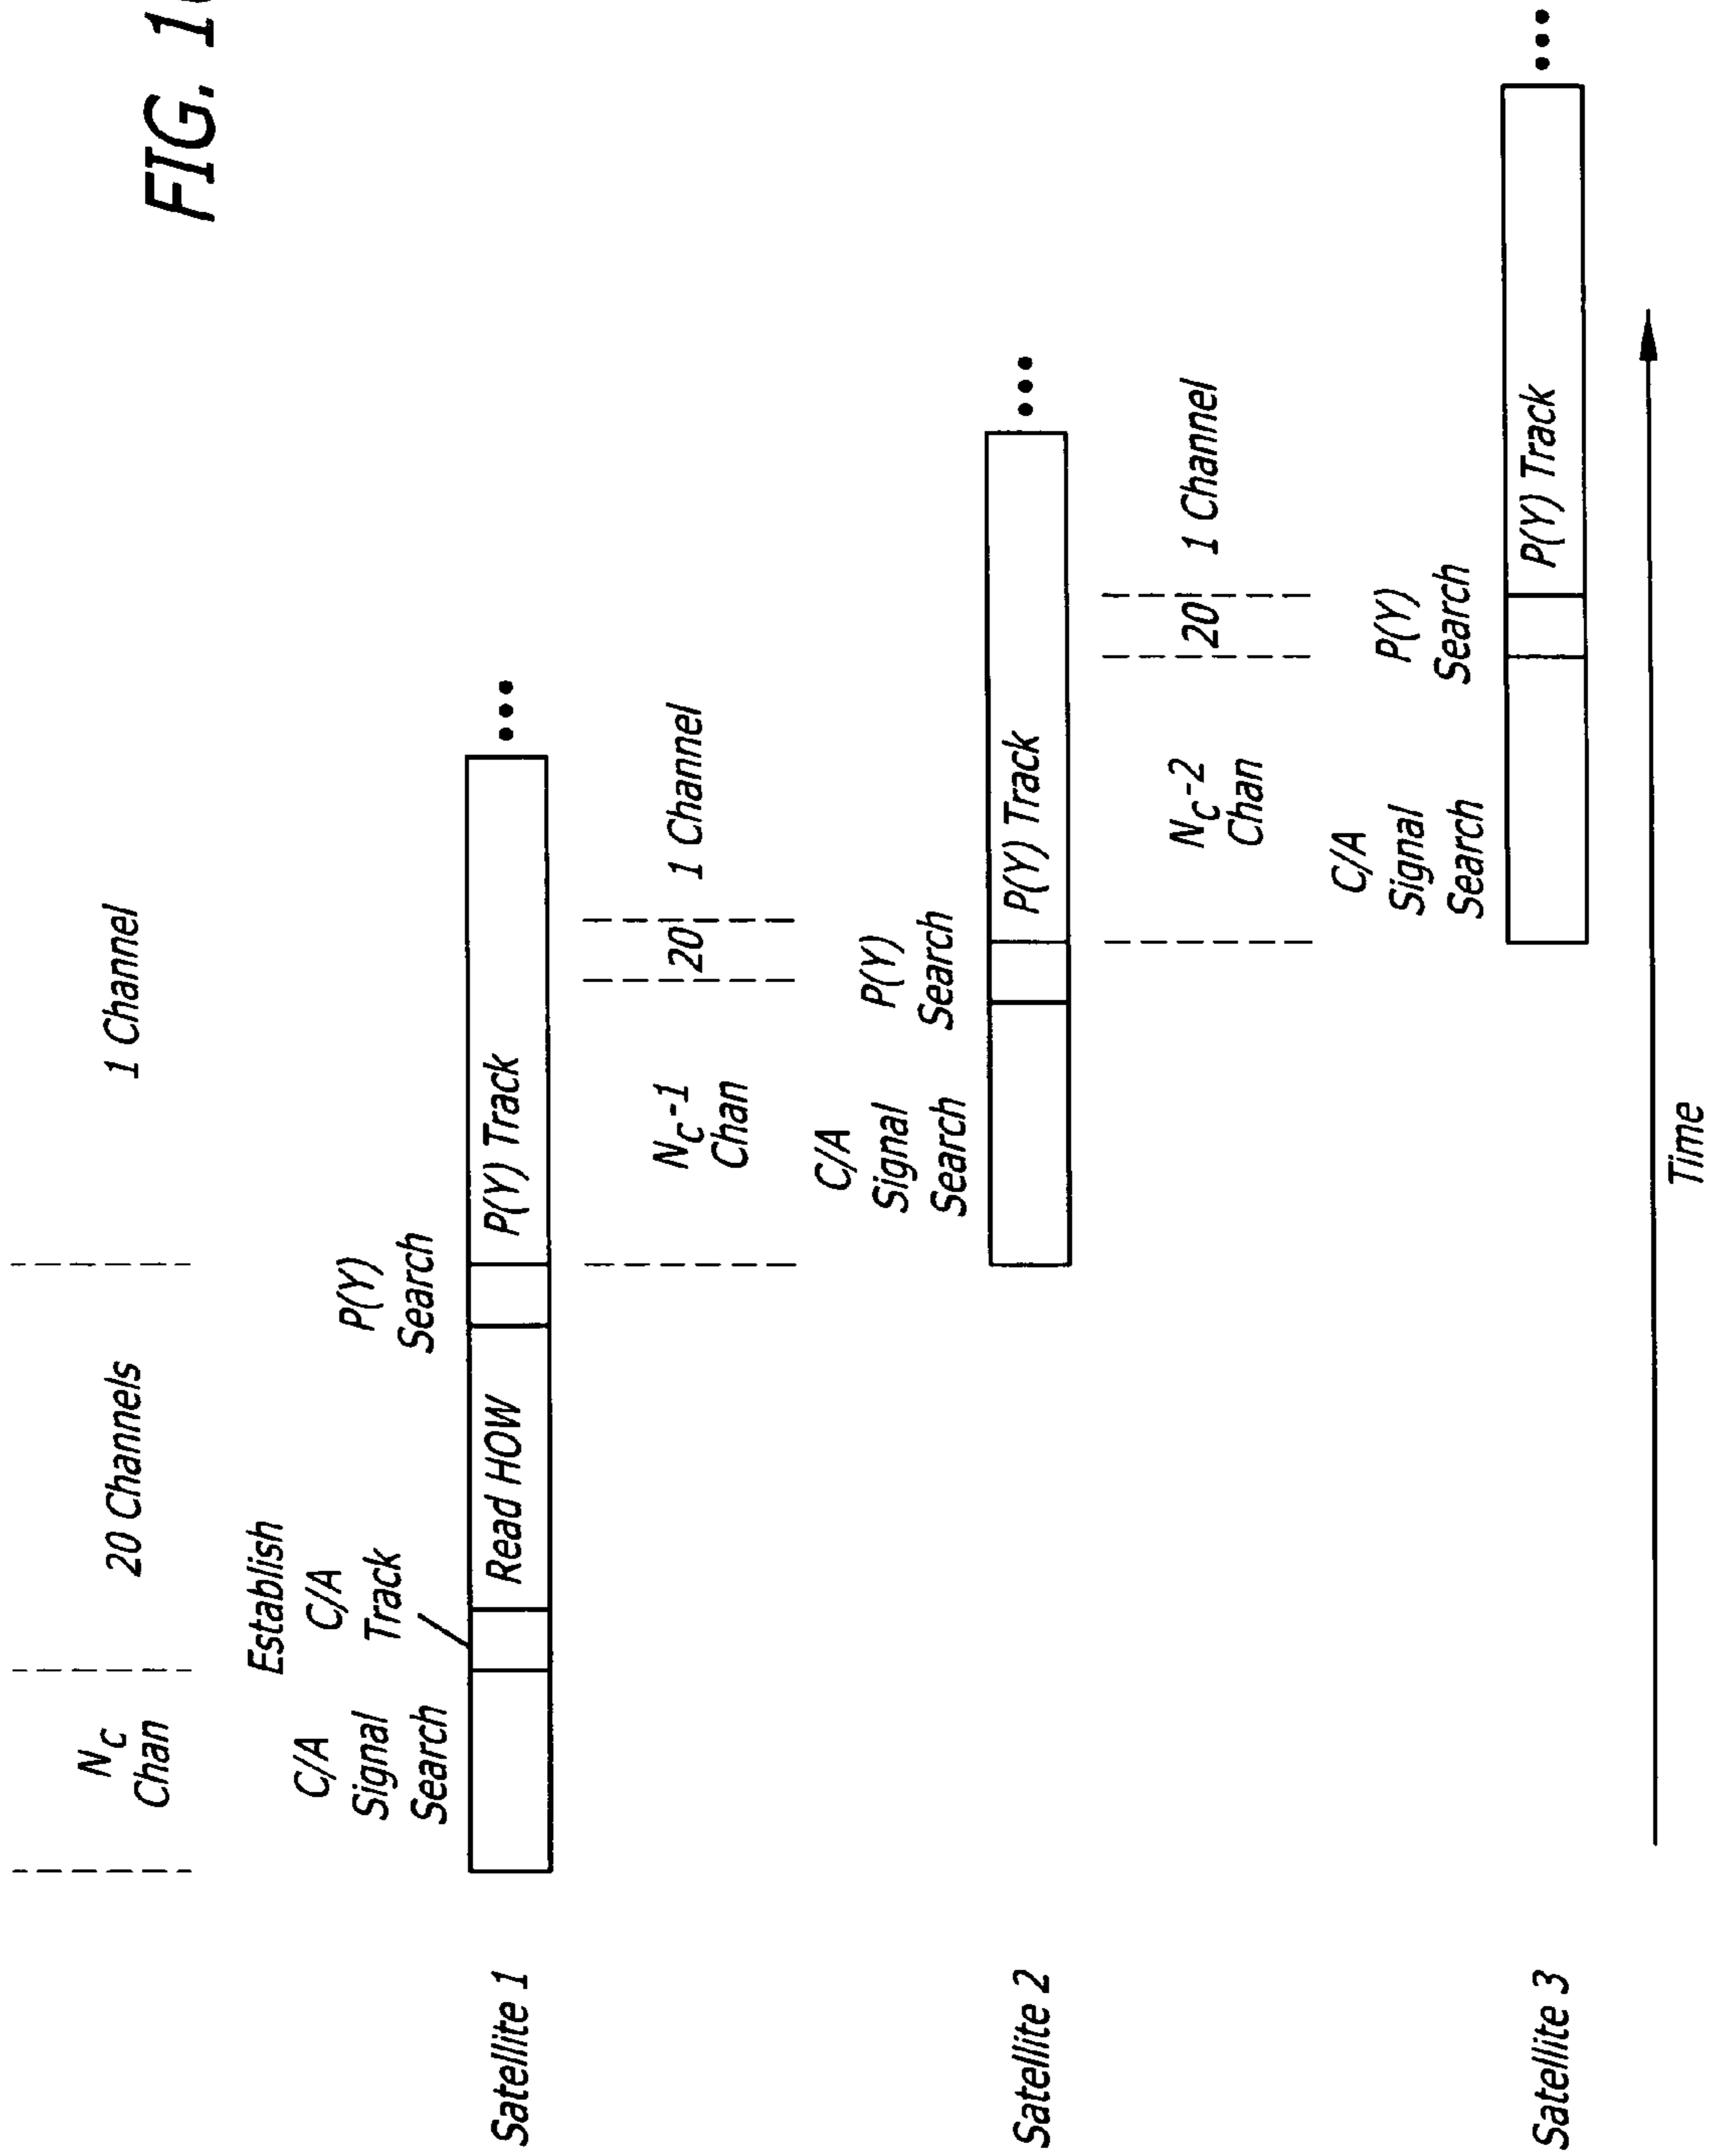 FIG. 1
N_C
Chan
20 Channels
1 Channel
C/A
Signal
Search
Establish
C/A
Track
P(Y)
Search
Satellite 1
Read HOW
P(Y) Track
•••
N_C-1
Chan
20
1 Channel
C/A
Signal
Search
P(Y)
Search
Satellite 2
P(Y) Track
•••
N_C-2
Chan
20
1 Channel
C/A
Signal
Search
P(Y)
Search
Satellite 3
P(Y) Track
•••
Time